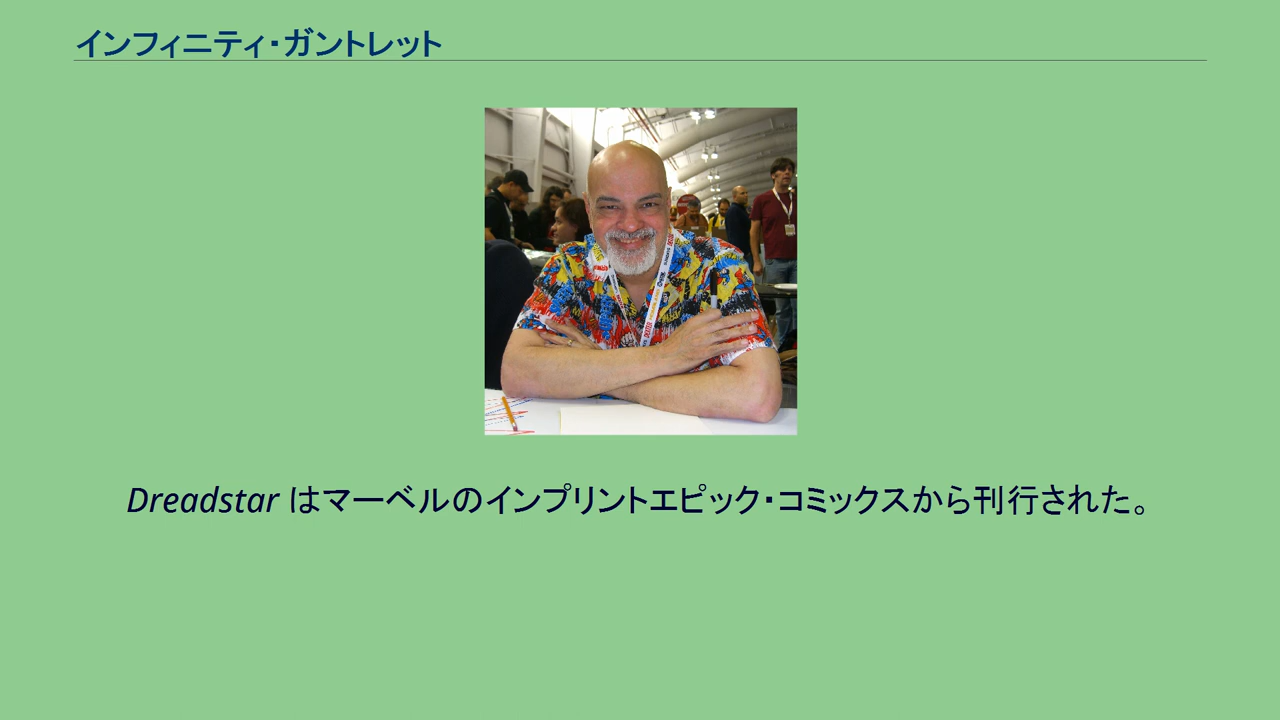 インフィニティ・ガントレット
Dreadstar はマーベルのインプリントエピック・コミックスから刊行された。